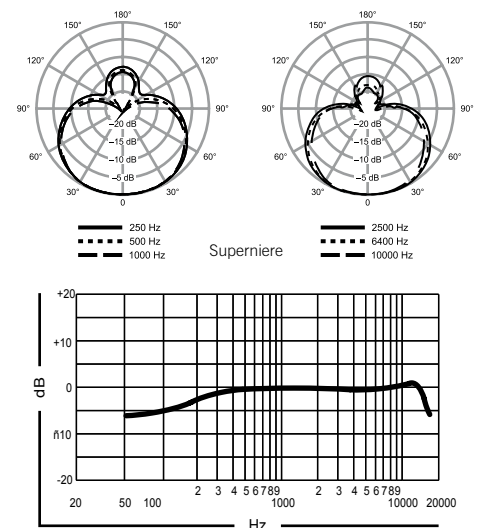 180° 180°
150° 150° 150° 150°
120° 120° 120° 120°
90° 90° 90° 90°
–20 dB –20 dB
–15 dB –15 dB
60° 60° 60° 60°
–10 dB –10 dB
–5 dB –5 dB
30° 30° 30° 30°
0 0
250 Hz 2500 Hz
500 Hz 6400 Hz
1000 Hz Superniere 10000 Hz
+20
+10
dB
0
ñ10
-20
2 3 4 5 6 7 8 9 2 3 4 5 6 7 8 9
20 50 100 1000 10000 20000
Hz